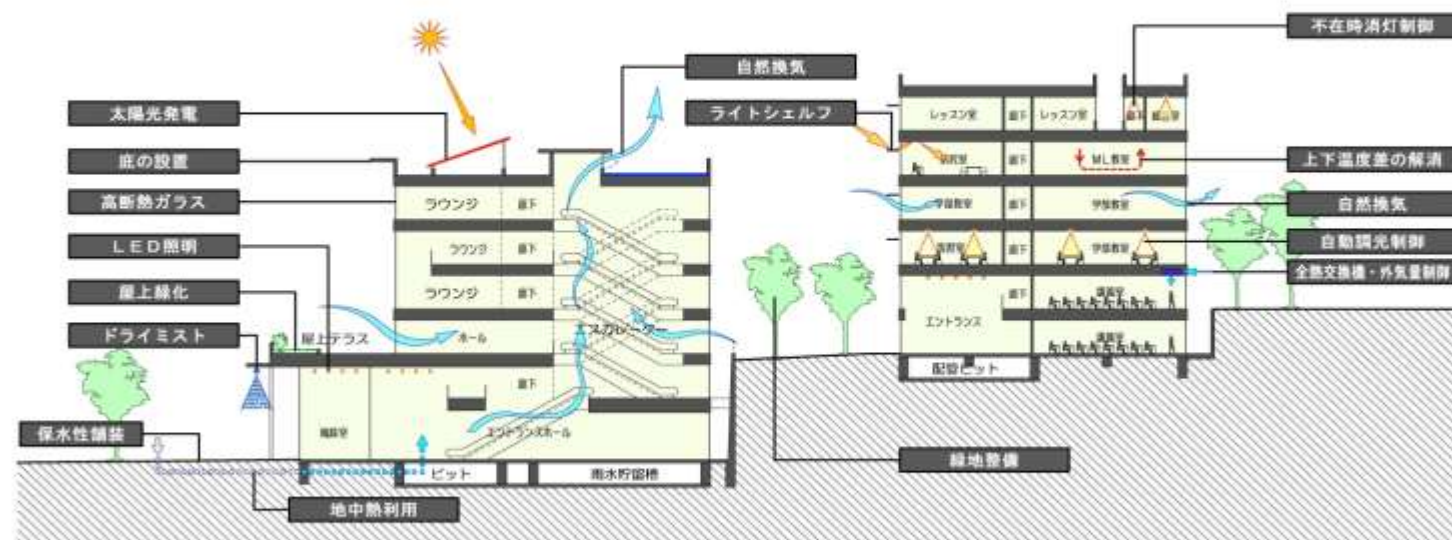 不在時消灯制御
自然換気
太陽光発電
ライトシェルフ
レッスン室
廊下
レッスン室
廊下
庇の設置
ML教室
廊下
上下温度差の解消
高断熱ガラス
ラウンジ
廊下
学部教室
廊下
学部教室
自然換気
LED照明
ラウンジ
廊下
廊下
学部教室
自動調光制御
全熱交換機・外気量制御
屋上緑化
ラウンジ
廊下
廊下
講義室
エントランス
ドライミスト
屋上テラス
ホール
エスカレーター
講義室
配管ピット
廊下
保水性舗装
講義室
エントランスホール
緑地整備
ピット
雨水貯留槽
地中熱利用